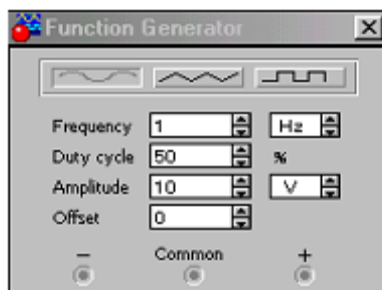 Function Generator
Frequency 1 Hz
Duty cycle 50 %
Amplitude 10 V
Offset 0
− Common +